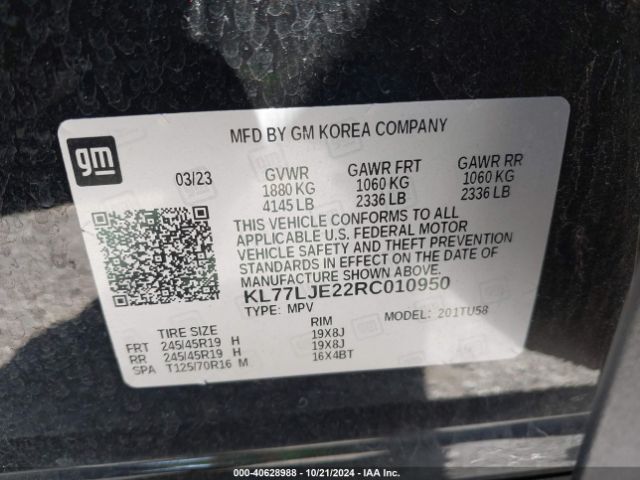 gm
MFD BY GM KOREA COMPANY
03/23
GVWR GAWR FRT GAWR RR
1880 KG 1060 KG 1060 KG
4145 LB 2336 LB 2336 LB
THIS VEHICLE CONFORMS TO ALL
APPLICABLE U.S. FEDERAL MOTOR
VEHICLE SAFETY AND THEFT PREVENTION
STANDARDS IN EFFECT ON THE DATE OF
MANUFACTURE SHOWN ABOVE.
KL77LJE22RC010950
TYPE: MPV MODEL: 201TU58
TIRE SIZE RIM
FRT 245/45R19 H 19X8J
RR 245/45R19 H 19X8J
SPA T125/70R16 M 16X4BT
000-40628988 - 10/21/2024 - IAA Inc.